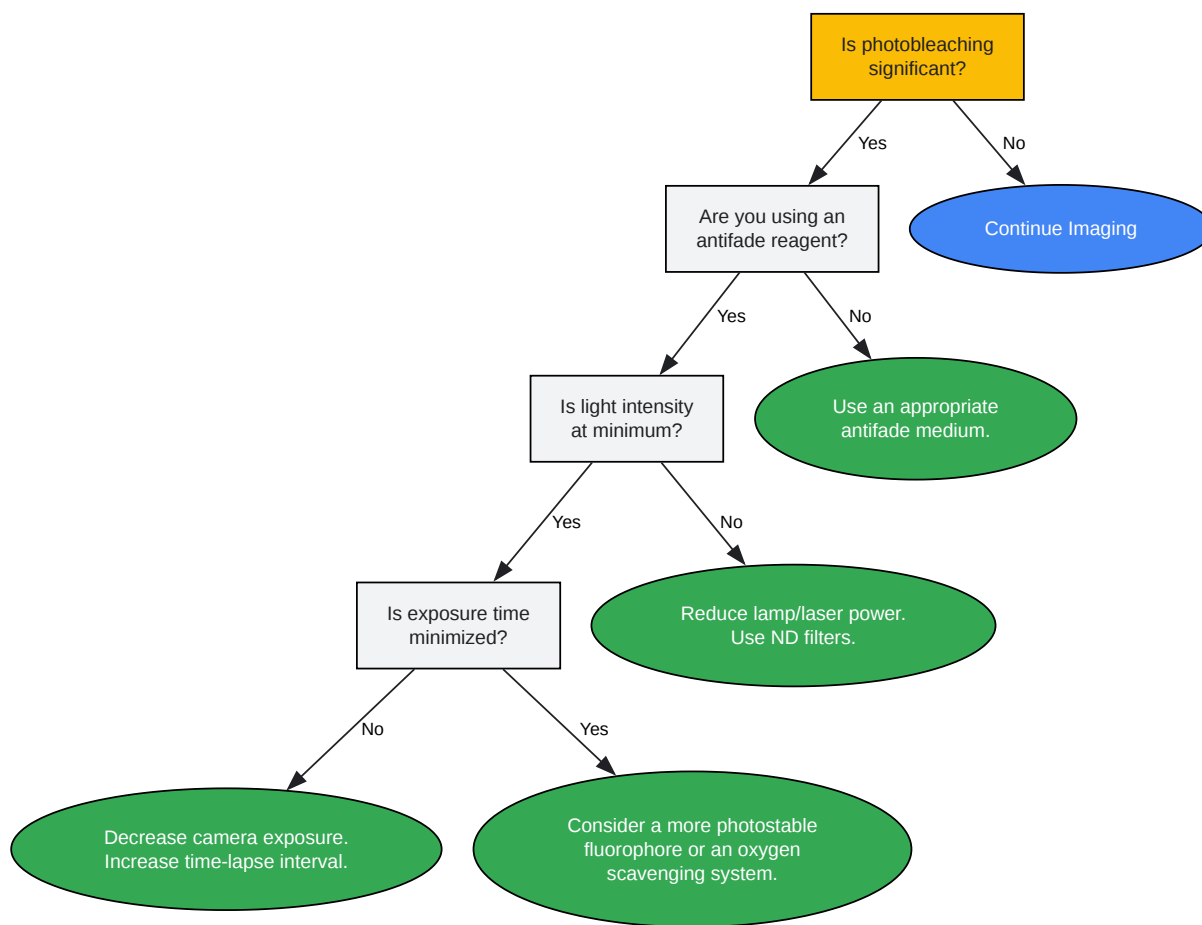 Is photobleaching
significant?
Yes
No
Are you using an
antifade reagent?
Continue Imaging
Yes
No
Is light intensity
at minimum?
Use an appropriate
antifade medium.
Yes
No
Is exposure time
minimized?
Reduce lamp/laser power.
Use ND filters.
No
Yes
Decrease camera exposure.
Increase time-lapse interval.
Consider a more photostable
fluorophore or an oxygen
scavenging system.